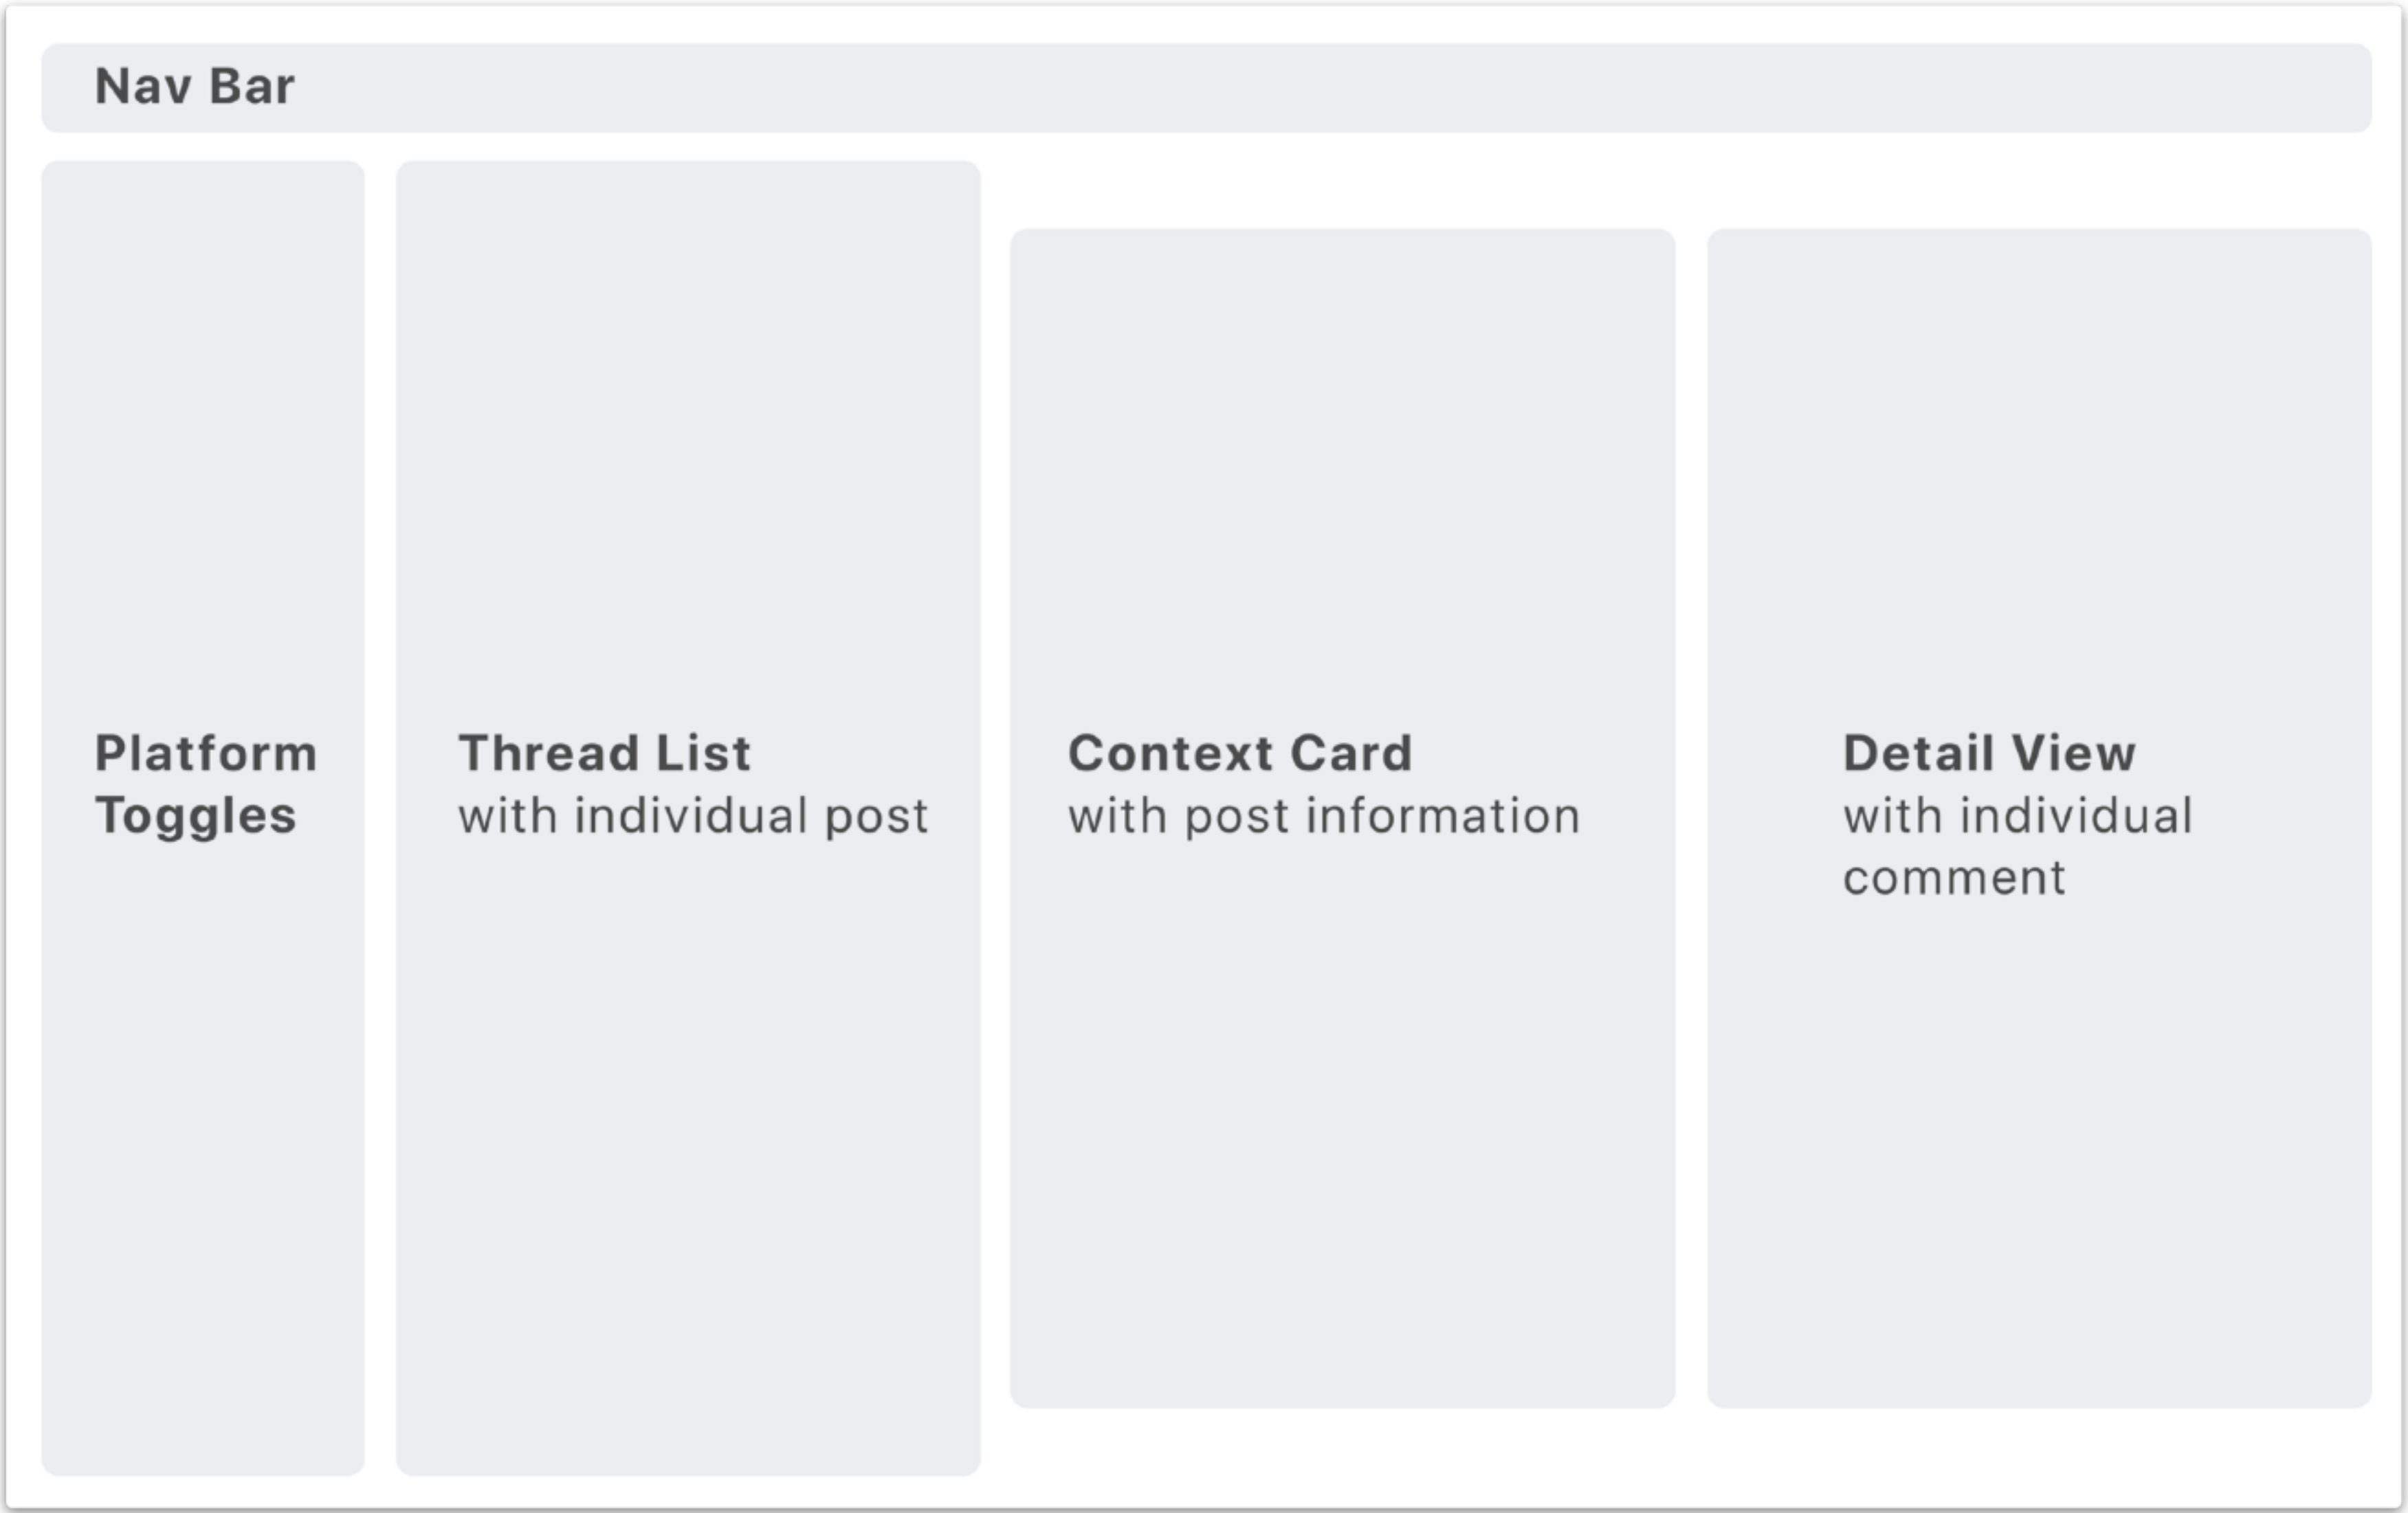 Nav Bar
Platform
Toggles
Thread List
with individual post
Context Card
with post information
Detail View
with individual
comment